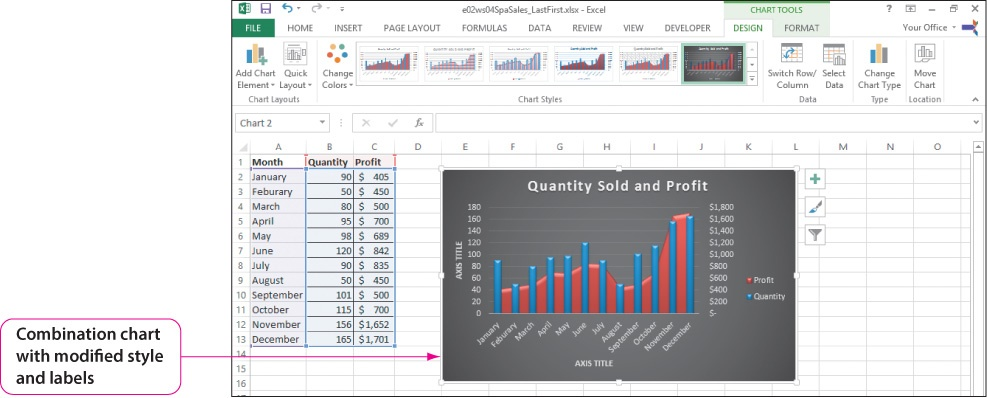 e02ws04SpaSales_LastFirst.xlsx - Excel
CHART TOOLS
FILE HOME INSERT PAGE LAYOUT FORMULAS DATA REVIEW VIEW DEVELOPER DESIGN FORMAT Your Office
Add Chart Element
Quick Layout
Change Colors
Switch Row/ Column
Select Data
Change Chart Type
Move Chart
Chart Layouts Chart Styles Data Type Location
Chart 2 fx
A B C D E F G H I J K L M N O
1 Month Quantity Profit
2 January 90 $ 405
3 Feburary 50 $ 450
4 March 80 $ 500
5 April 95 $ 700
6 May 98 $ 689
7 June 120 $ 842
8 July 90 $ 835
9 August 50 $ 450
10 September 101 $ 500
11 October 115 $ 700
12 November 156 $1,652
13 December 165 $1,701
14
15
16
Quantity Sold and Profit
AXIS TITLE
180
160
140
120
100
80
60
40
20
0
$1,800
$1,600
$1,400
$1,200
$1,000
$800
$600
$400
$200
$-
Profit
Quantity
January Feburary March April May June July August September October November December
AXIS TITLE
Combination chart
with modified style
and labels